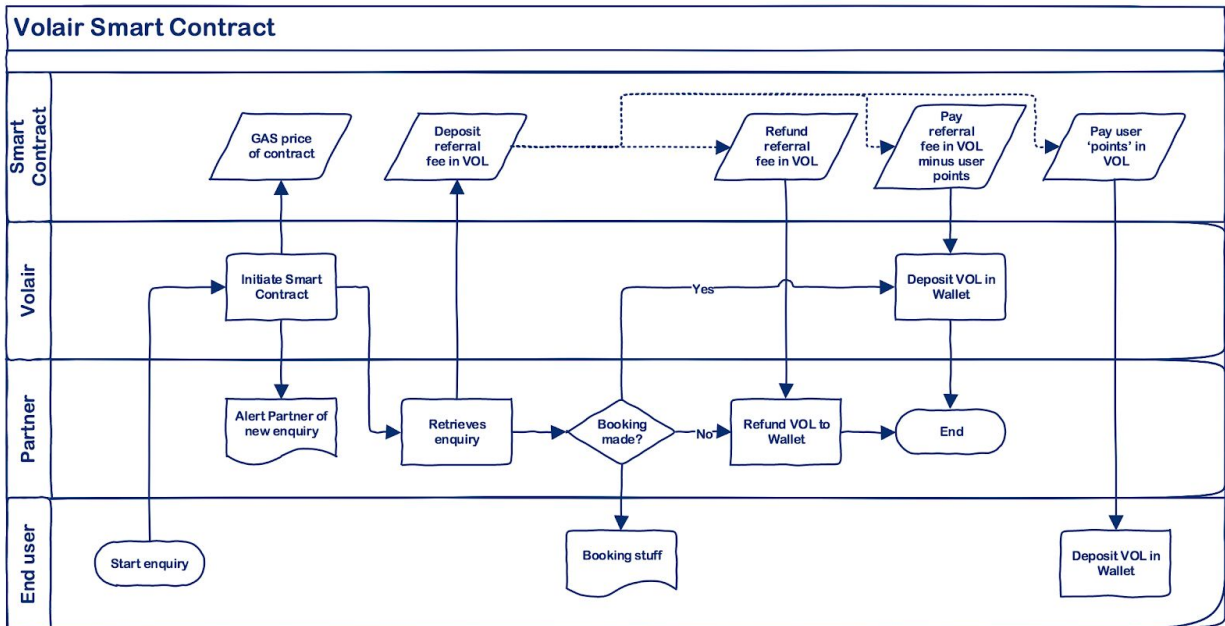 Volair Smart Contract
Smart
Contract
GAS price
of contract
Deposit
referral
fee in VOL
Refund
referral
fee in VOL
Pay
referral
fee in VOL
minus user
points
Pay user
‘points’ in
VOL
Volair
Initiate Smart
Contract
Yes
Deposit VOL in
Wallet
Partner
Alert Partner of
new enquiry
Retrieves
enquiry
Booking
made?
No
Refund VOL to
Wallet
End
End user
Start enquiry
Booking stuff
Deposit VOL in
Wallet